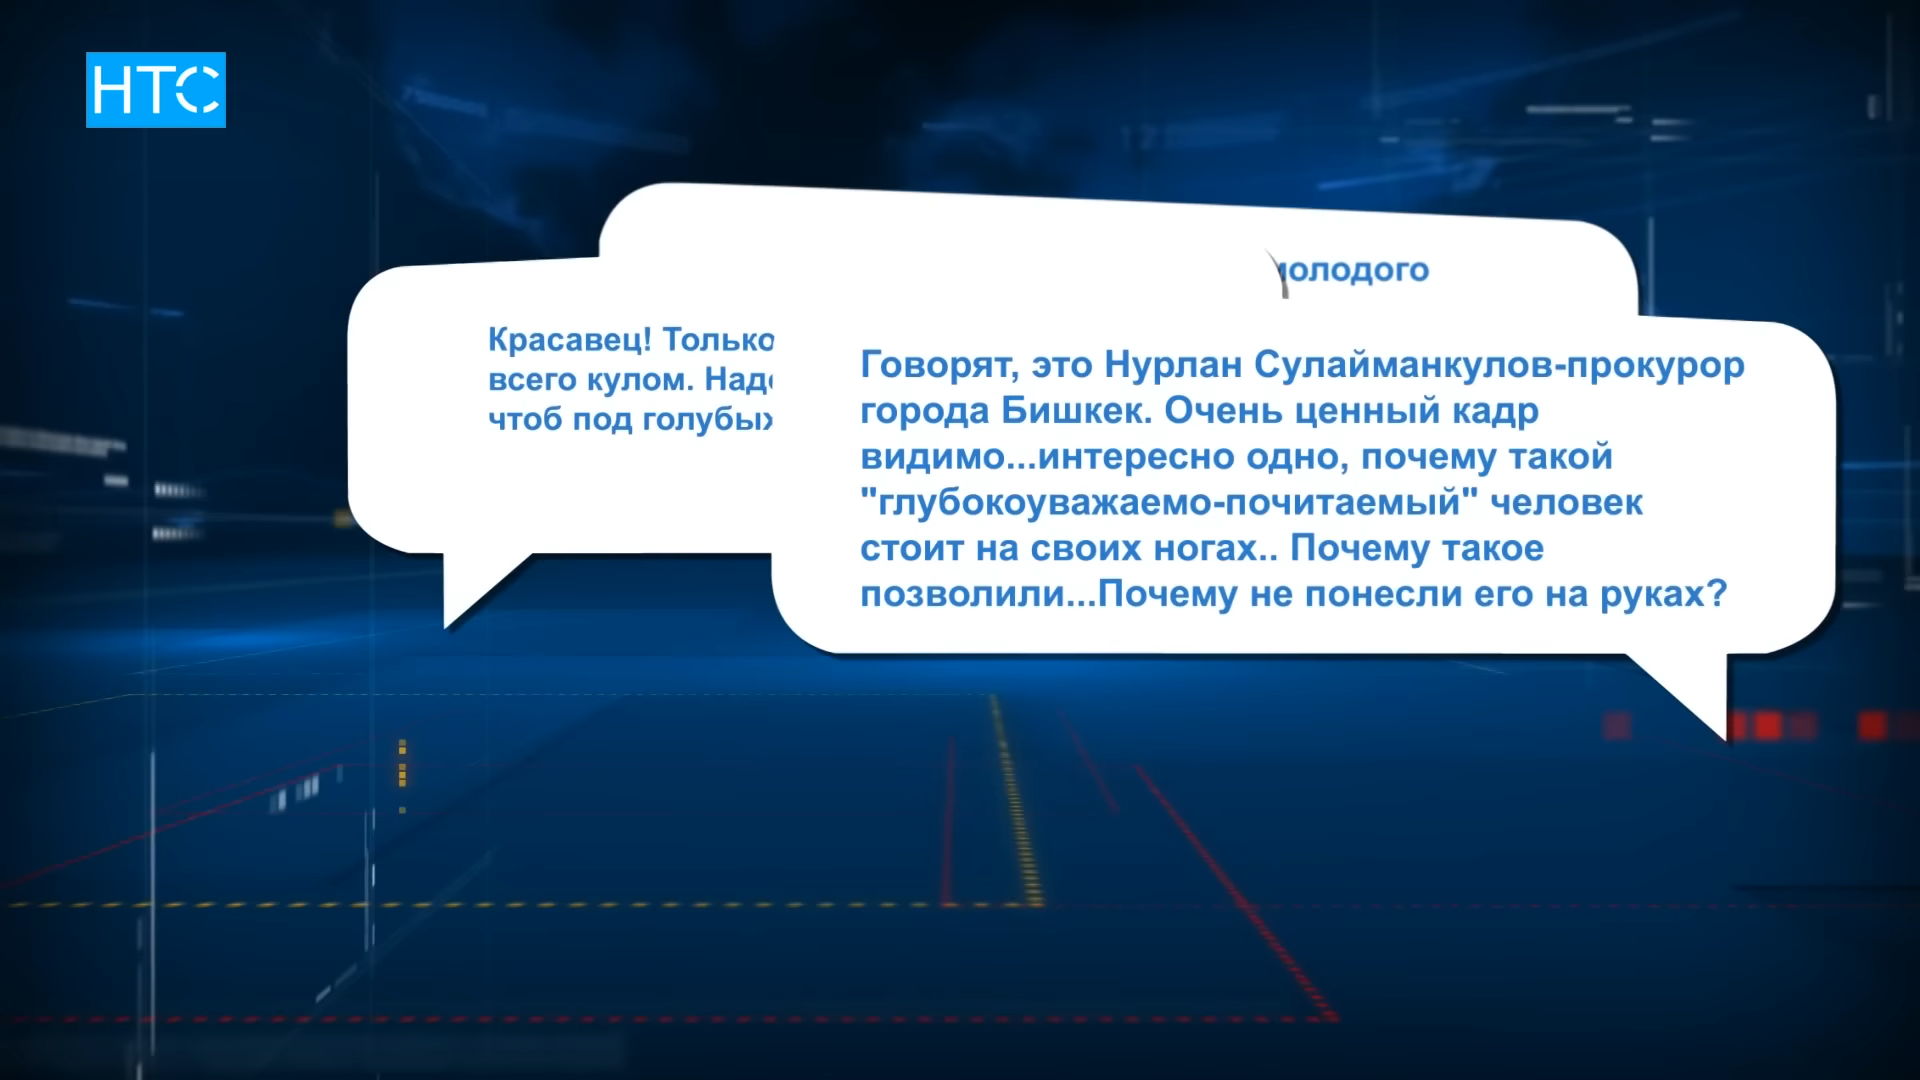 НТС
олодого
Красавец! Только
всего кулом. Над
чтоб под голубых
Говорят, это Нурлан Сулайманкулов-прокурор
города Бишкек. Очень ценный кадр
видимо...интересно одно, почему такой
"глубокоуважаемо-почитаемый" человек
стоит на своих ногах.. Почему такое
позволили...Почему не понесли его на руках?